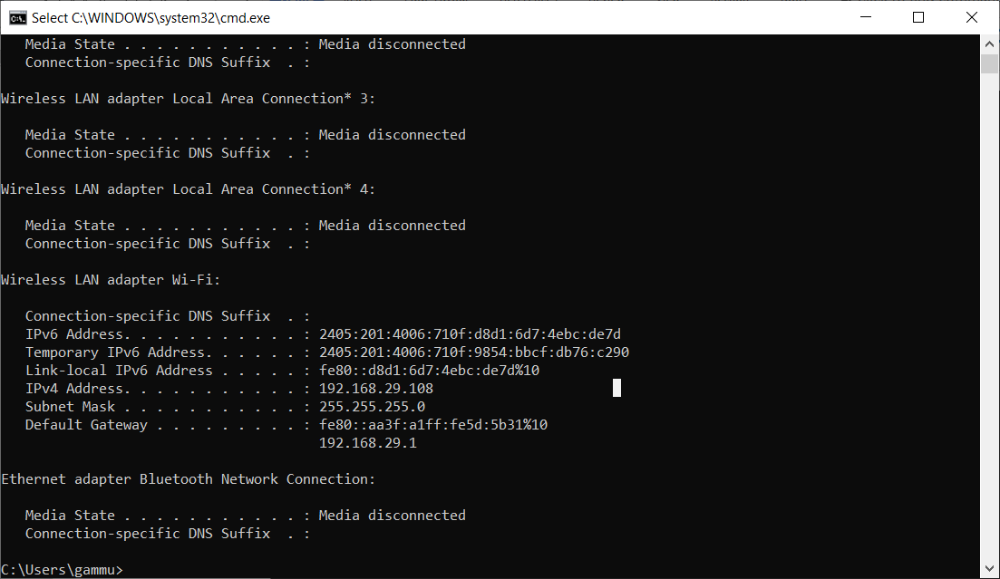 Select C:\WINDOWS\system32\cmd.exe
   Media State . . . . . . . . . . . : Media disconnected
   Connection-specific DNS Suffix  . :
Wireless LAN adapter Local Area Connection* 3:
   Media State . . . . . . . . . . . : Media disconnected
   Connection-specific DNS Suffix  . :
Wireless LAN adapter Local Area Connection* 4:
   Media State . . . . . . . . . . . : Media disconnected
   Connection-specific DNS Suffix  . :
Wireless LAN adapter Wi-Fi:
   Connection-specific DNS Suffix  . :
   IPv6 Address. . . . . . . . . . . : 2405:201:4006:710f:d8d1:6d7:4ebc:de7d
   Temporary IPv6 Address. . . . . . : 2405:201:4006:710f:9854:bbcf:db76:c290
   Link-local IPv6 Address . . . . . : fe80::d8d1:6d7:4ebc:de7d%10
   IPv4 Address. . . . . . . . . . . : 192.168.29.108
   Subnet Mask . . . . . . . . . . . : 255.255.255.0
   Default Gateway . . . . . . . . . : fe80::aa3f:a1ff:fe5d:5b31%10
                                       192.168.29.1
Ethernet adapter Bluetooth Network Connection:
   Media State . . . . . . . . . . . : Media disconnected
   Connection-specific DNS Suffix  . :
C:\Users\gammu>